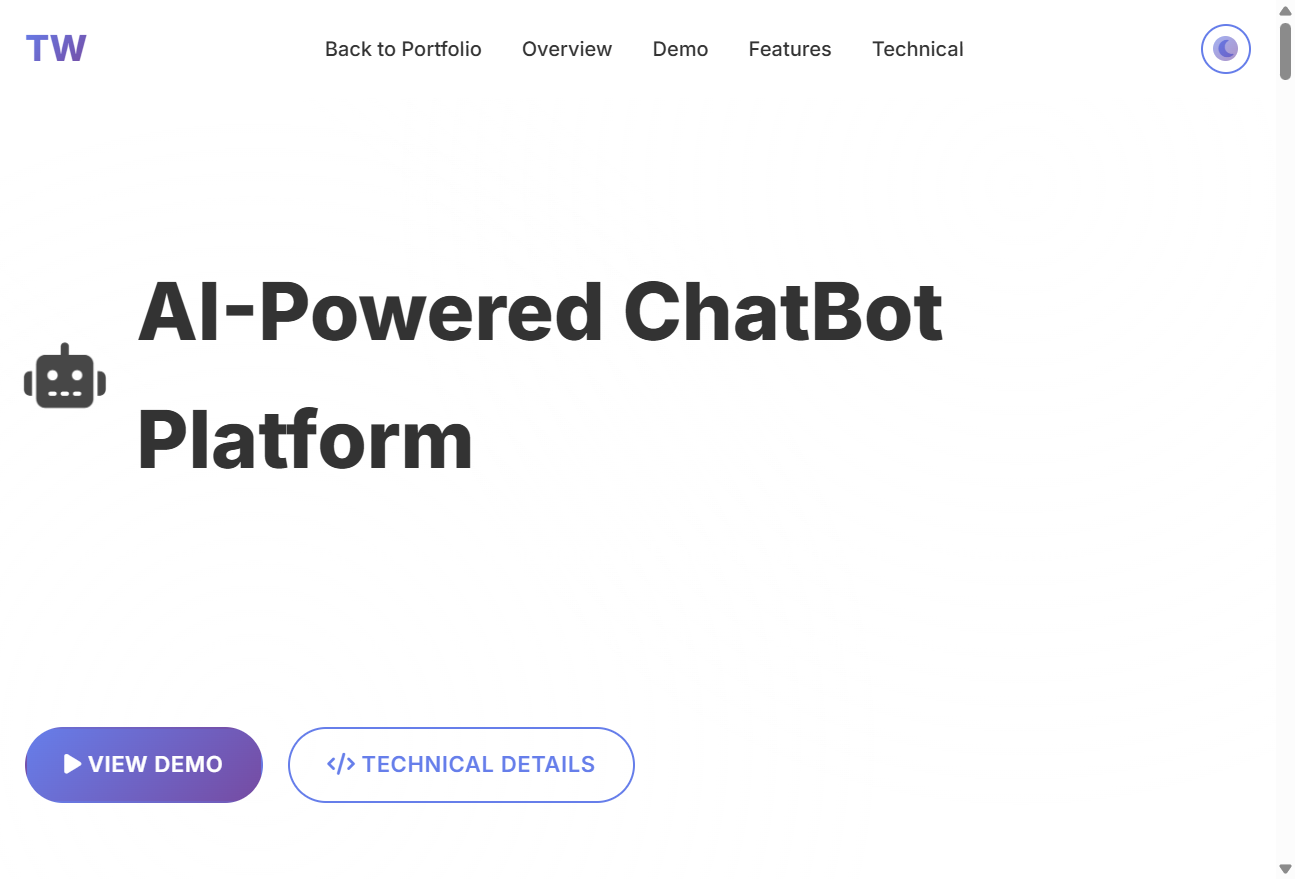 TW
Back to Portfolio Overview Demo Features Technical
AI-Powered ChatBot
Platform
VIEW DEMO
</> TECHNICAL DETAILS